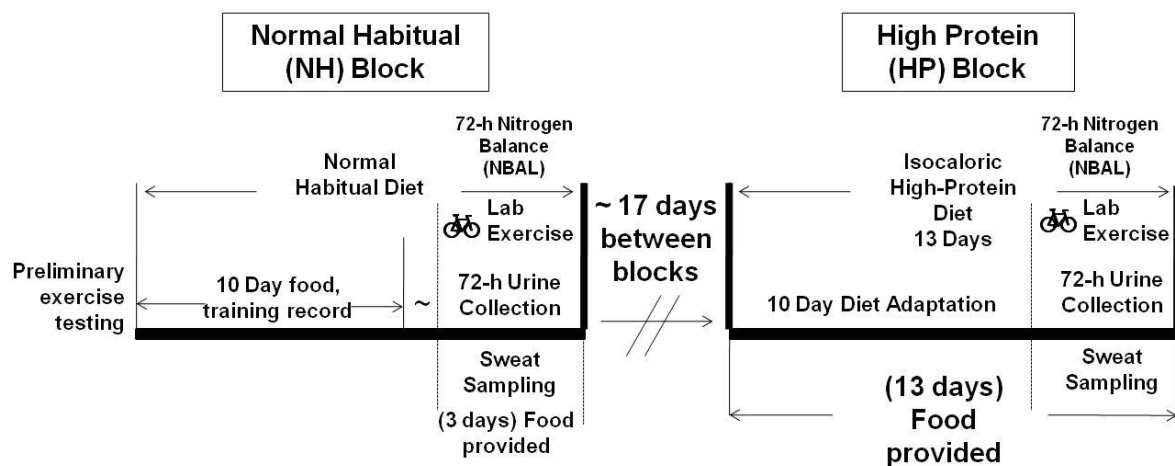 Normal Habitual
(NH) Block
High Protein
(HP) Block
Preliminary
exercise
testing
Normal
Habitual Diet
10 Day food,
training record
~
72-h Nitrogen
Balance
(NBAL)
Lab
Exercise
72-h Urine
Collection
Sweat
Sampling
(3 days) Food
provided
~ 17 days
between
blocks
Isocaloric
High-Protein
Diet
13 Days
10 Day Diet Adaptation
72-h Nitrogen
Balance
(NBAL)
Lab
Exercise
72-h Urine
Collection
Sweat
Sampling
(13 days)
Food
provided